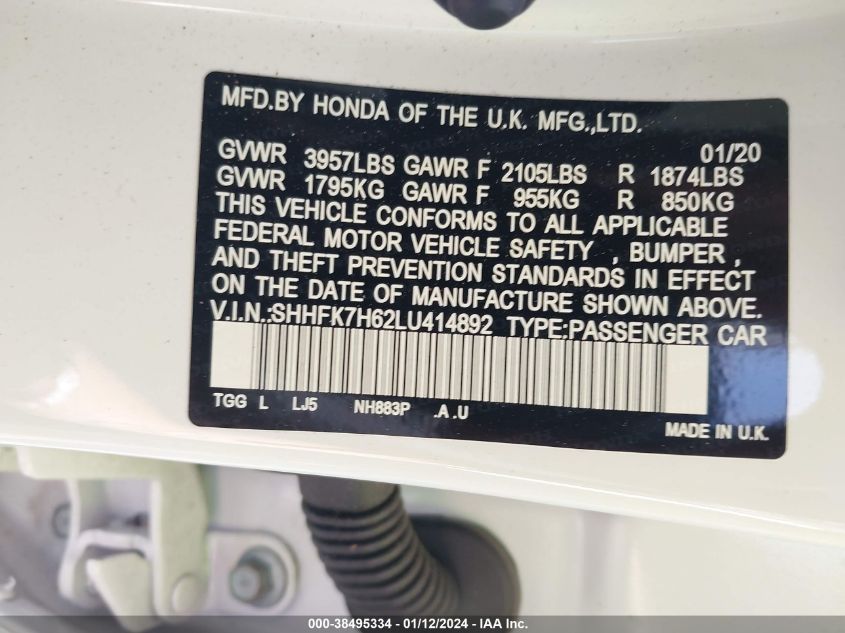 MFD.BY HONDA OF THE U.K. MFG.,LTD.
01/20
GVWR 3957LBS GAWR F 2105LBS R 1874LBS
GVWR 1795KG GAWR F 955KG R 850KG
THIS VEHICLE CONFORMS TO ALL APPLICABLE
FEDERAL MOTOR VEHICLE SAFETY , BUMPER ,
AND THEFT PREVENTION STANDARDS IN EFFECT
ON THE DATE OF MANUFACTURE SHOWN ABOVE.
V.I.N.:SHHFK7H62LU414892 TYPE:PASSENGER CAR
TGG L LJ5 NH883P .A .U
MADE IN U.K.
000-38495334 - 01/12/2024 - IAA Inc.